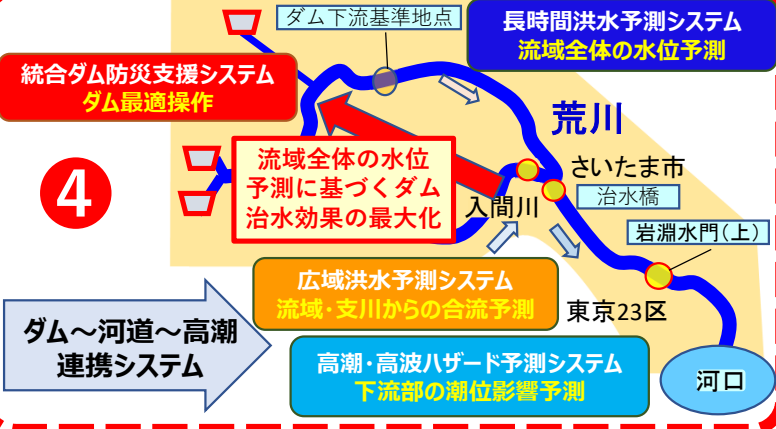 ダム下流基準地点
長時間洪水予測システム
流域全体の水位予測
統合ダム防災支援システム
ダム最適操作
荒川
流域全体の水位
予測に基づくダム
治水効果の最大化
④
さいたま市
治水橋
入間川
岩淵水門(上)
広域洪水予測システム
流域・支川からの合流予測
東京23区
ダム～河道～高潮
連携システム
高潮・高波ハザード予測システム
下流部の潮位影響予測
河口